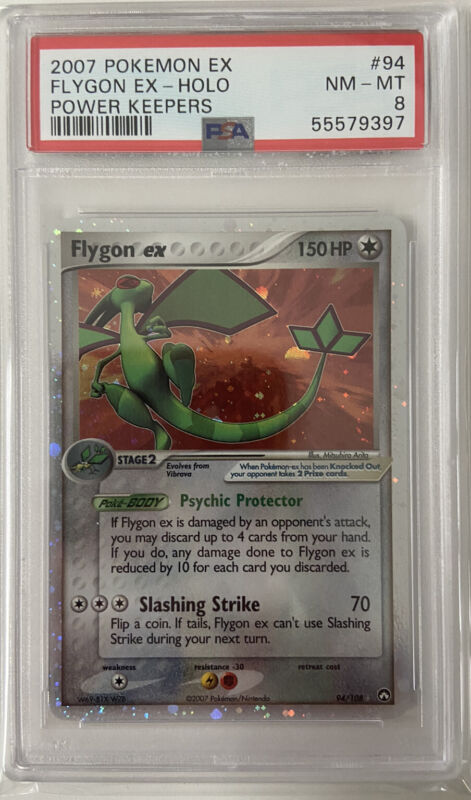 2007 POKEMON EX #94
FLYGON EX - HOLO NM - MT
POWER KEEPERS 8
PSA 55579397
Flygon ex 150 HP
Illus. Mitsuhiro Arita
STAGE 2 Evolves from
Vibrava
When Pokémon-ex has been Knocked Out,
your opponent takes 2 Prize cards.
Poké-BODY Psychic Protector
If Flygon ex is damaged by an opponent's attack,
you may discard up to 4 cards from your hand.
If you do, any damage done to Flygon ex is
reduced by 10 for each card you discarded.
Slashing Strike 70
Flip a coin. If tails, Flygon ex can't use Slashing
Strike during your next turn.
weakness resistance -30 retreat cost
©2007 Pokémon/Nintendo 94/108